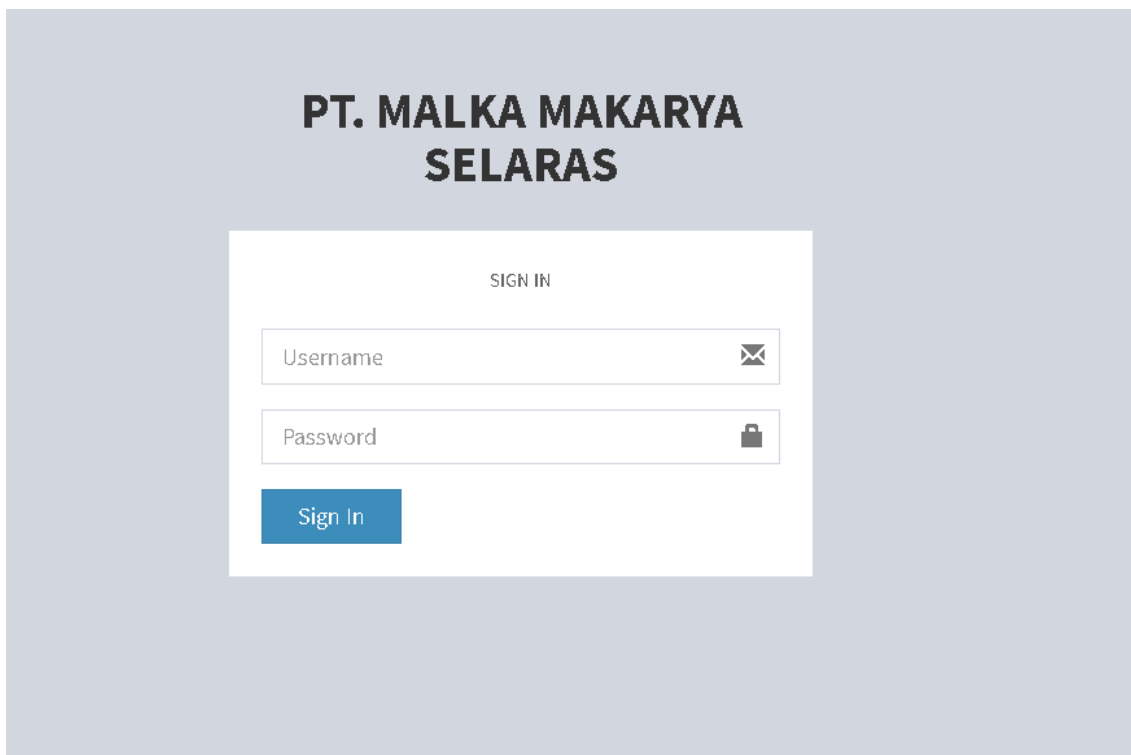 PT. MALKA MAKARYA
SELARAS
SIGN IN
Username
Password
Sign In